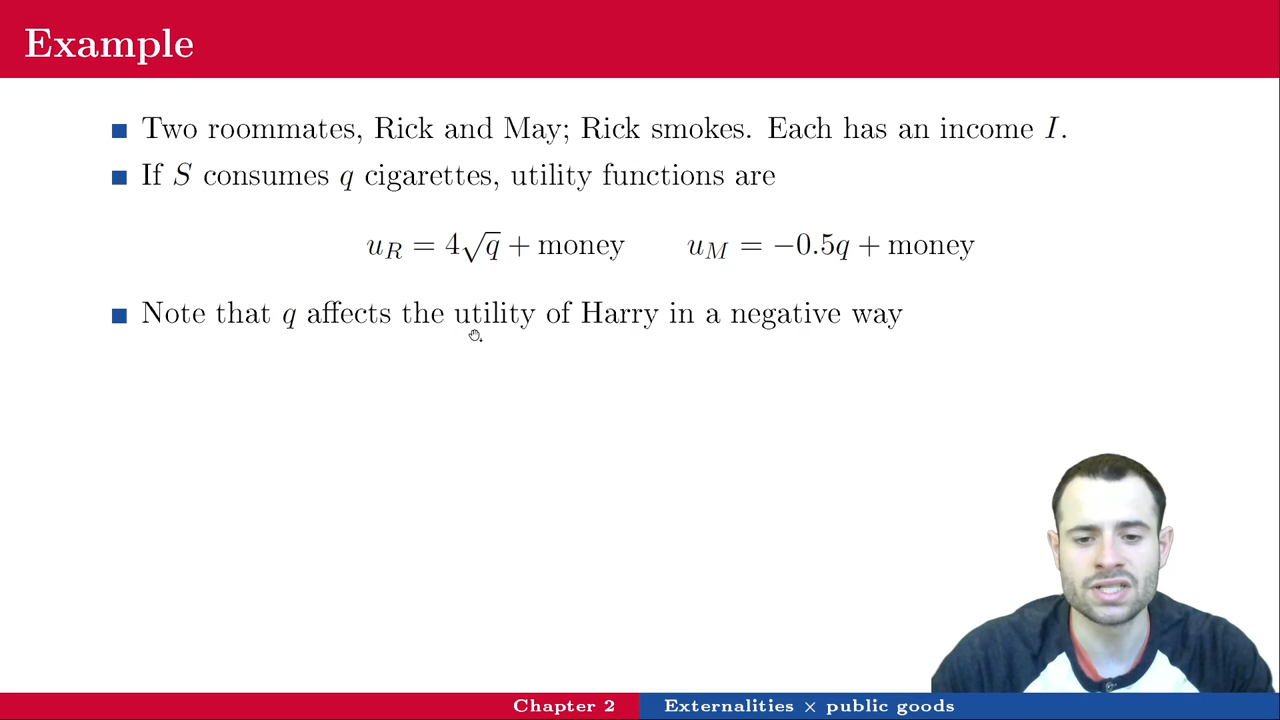 Example
Two roommates, Rick and May; Rick smokes. Each has an income I.
If S consumes q cigarettes, utility functions are
u_R = 4√q + money  u_M = −0.5q + money
Note that q affects the utility of Harry in a negative way
Chapter 2
Externalities × public goods